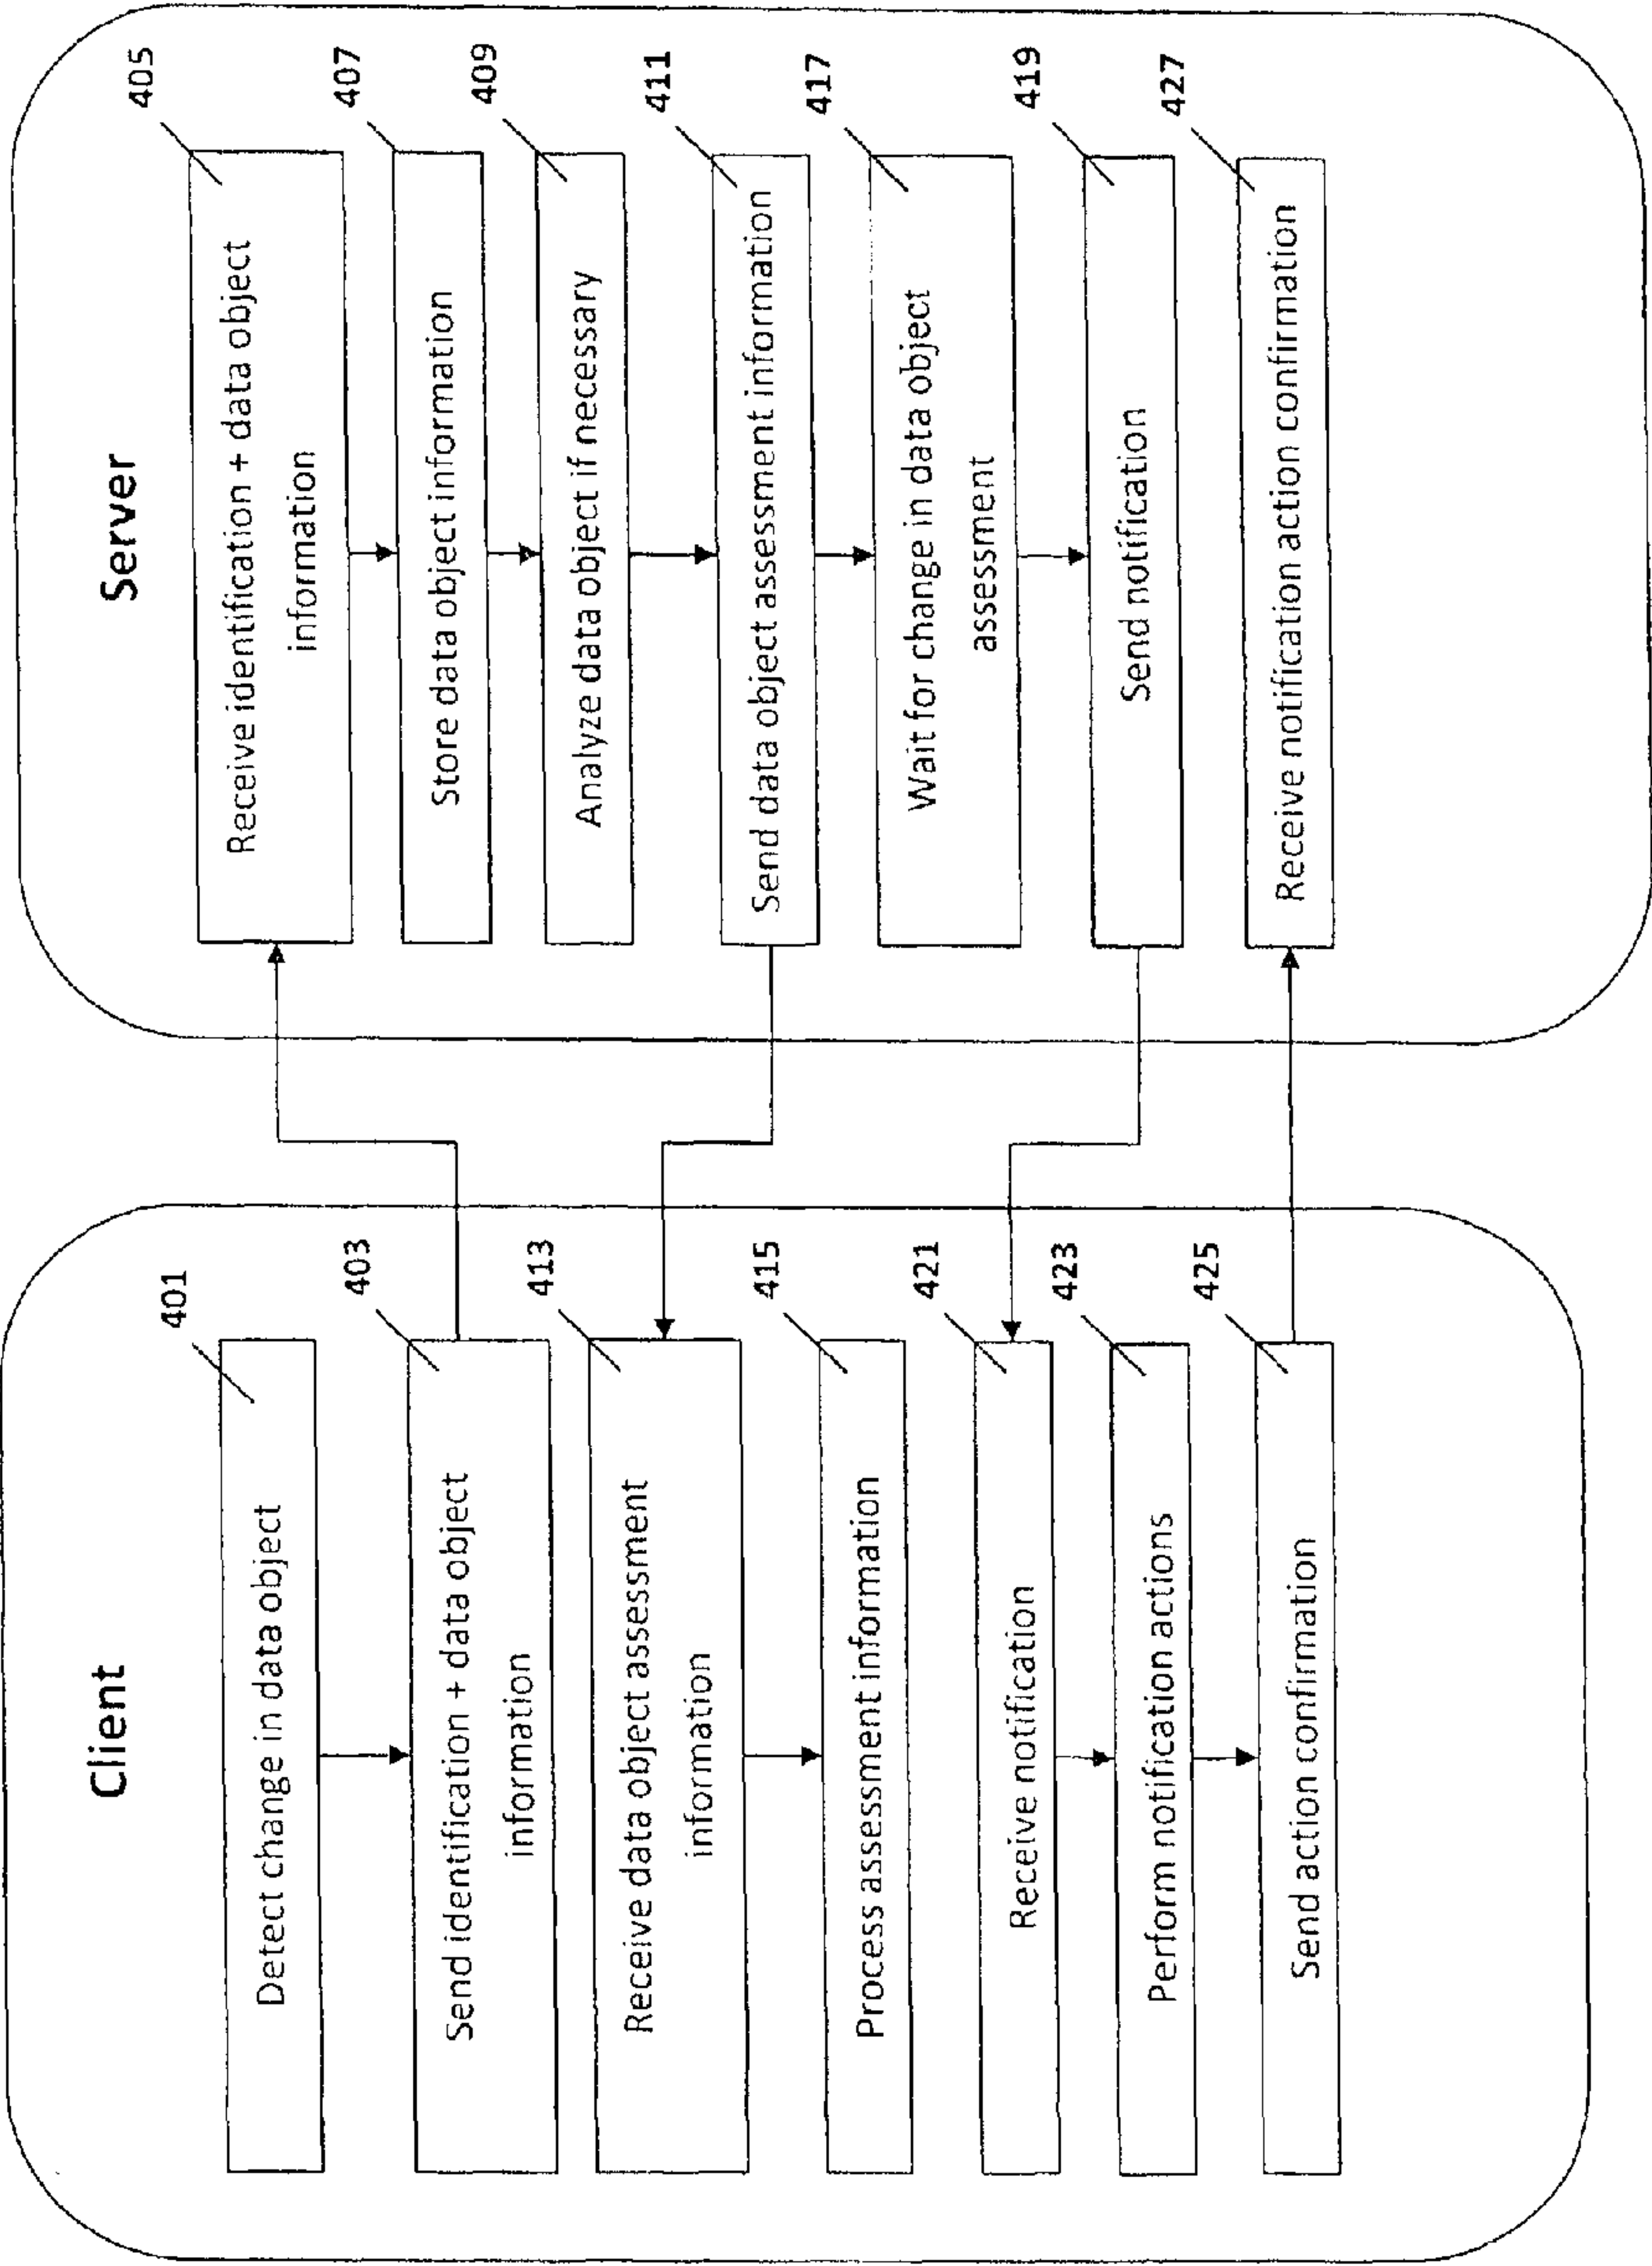 Client
401
Detect change in data object
403
Send identification + data object
information
413
Receive data object assessment
information
415
Process assessment information
421
Receive notification
423
Perform notification actions
425
Send action confirmation
Server
405
Receive identification + data object
information
407
Store data object information
409
Analyze data object if necessary
411
Send data object assessment information
417
Wait for change in data object
assessment
419
Send notification
427
Receive notification action confirmation